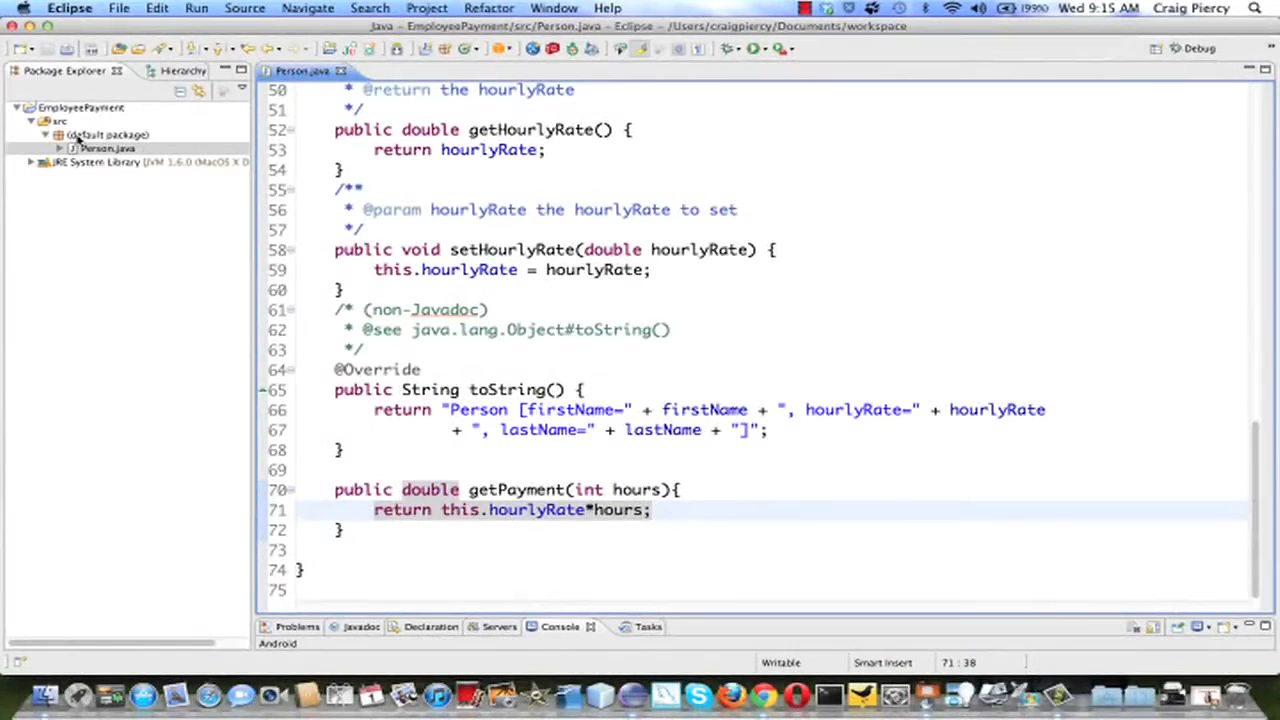 Eclipse File Edit Run Source Navigate Search Project Refactor Window Help (99%) Wed 9:15 AM Craig Piercy
Java – EmployeePayment/src/Person.java – Eclipse – /Users/craigpiercy/Documents/workspace
Debug
Package Explorer Hierarchy
Person.java
EmployeePayment
src
(default package)
Person.java
JRE System Library [JVM 1.6.0 (MacOS X D
50 * @return the hourlyRate
51 */
52 public double getHourlyRate() {
53 return hourlyRate;
54 }
55 /**
56 * @param hourlyRate the hourlyRate to set
57 */
58 public void setHourlyRate(double hourlyRate) {
59 this.hourlyRate = hourlyRate;
60 }
61 /* (non-Javadoc)
62 * @see java.lang.Object#toString()
63 */
64 @Override
65 public String toString() {
66 return "Person [firstName=" + firstName + ", hourlyRate=" + hourlyRate
67 + ", lastName=" + lastName + "]";
68 }
69
70 public double getPayment(int hours){
71 return this.hourlyRate*hours;
72 }
73
74 }
75
Problems Javadoc Declaration Servers Console Tasks
Android
Writable Smart Insert 71 : 38